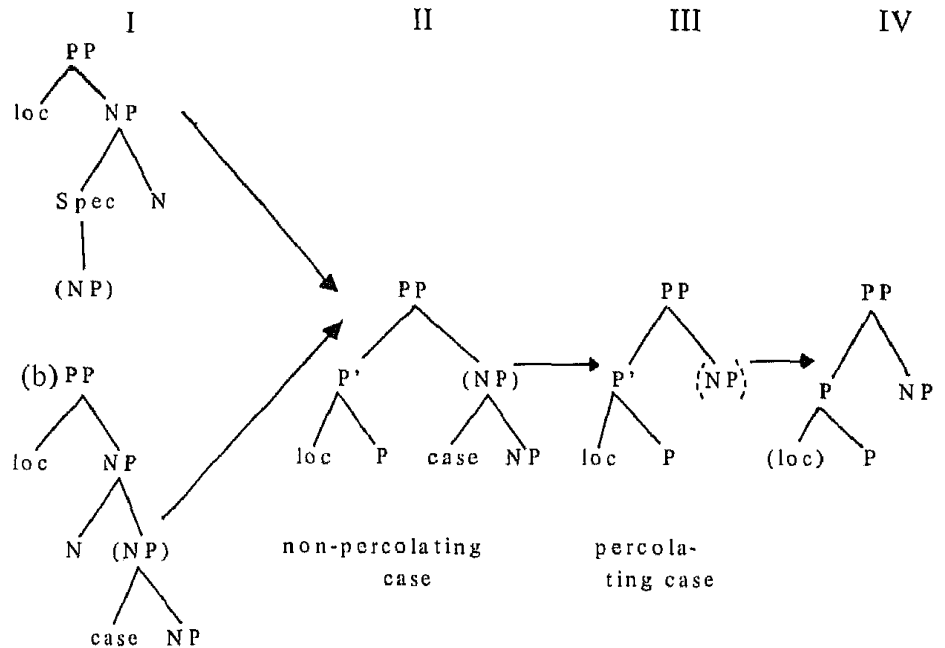 I II III IV
PP
loc NP
Spec N
(NP)
PP PP PP
(b) PP
P' (NP) P' (NP) P NP
loc NP loc P case NP loc P (loc) P
N (NP)
non-percolating percola-
case ting case
case NP